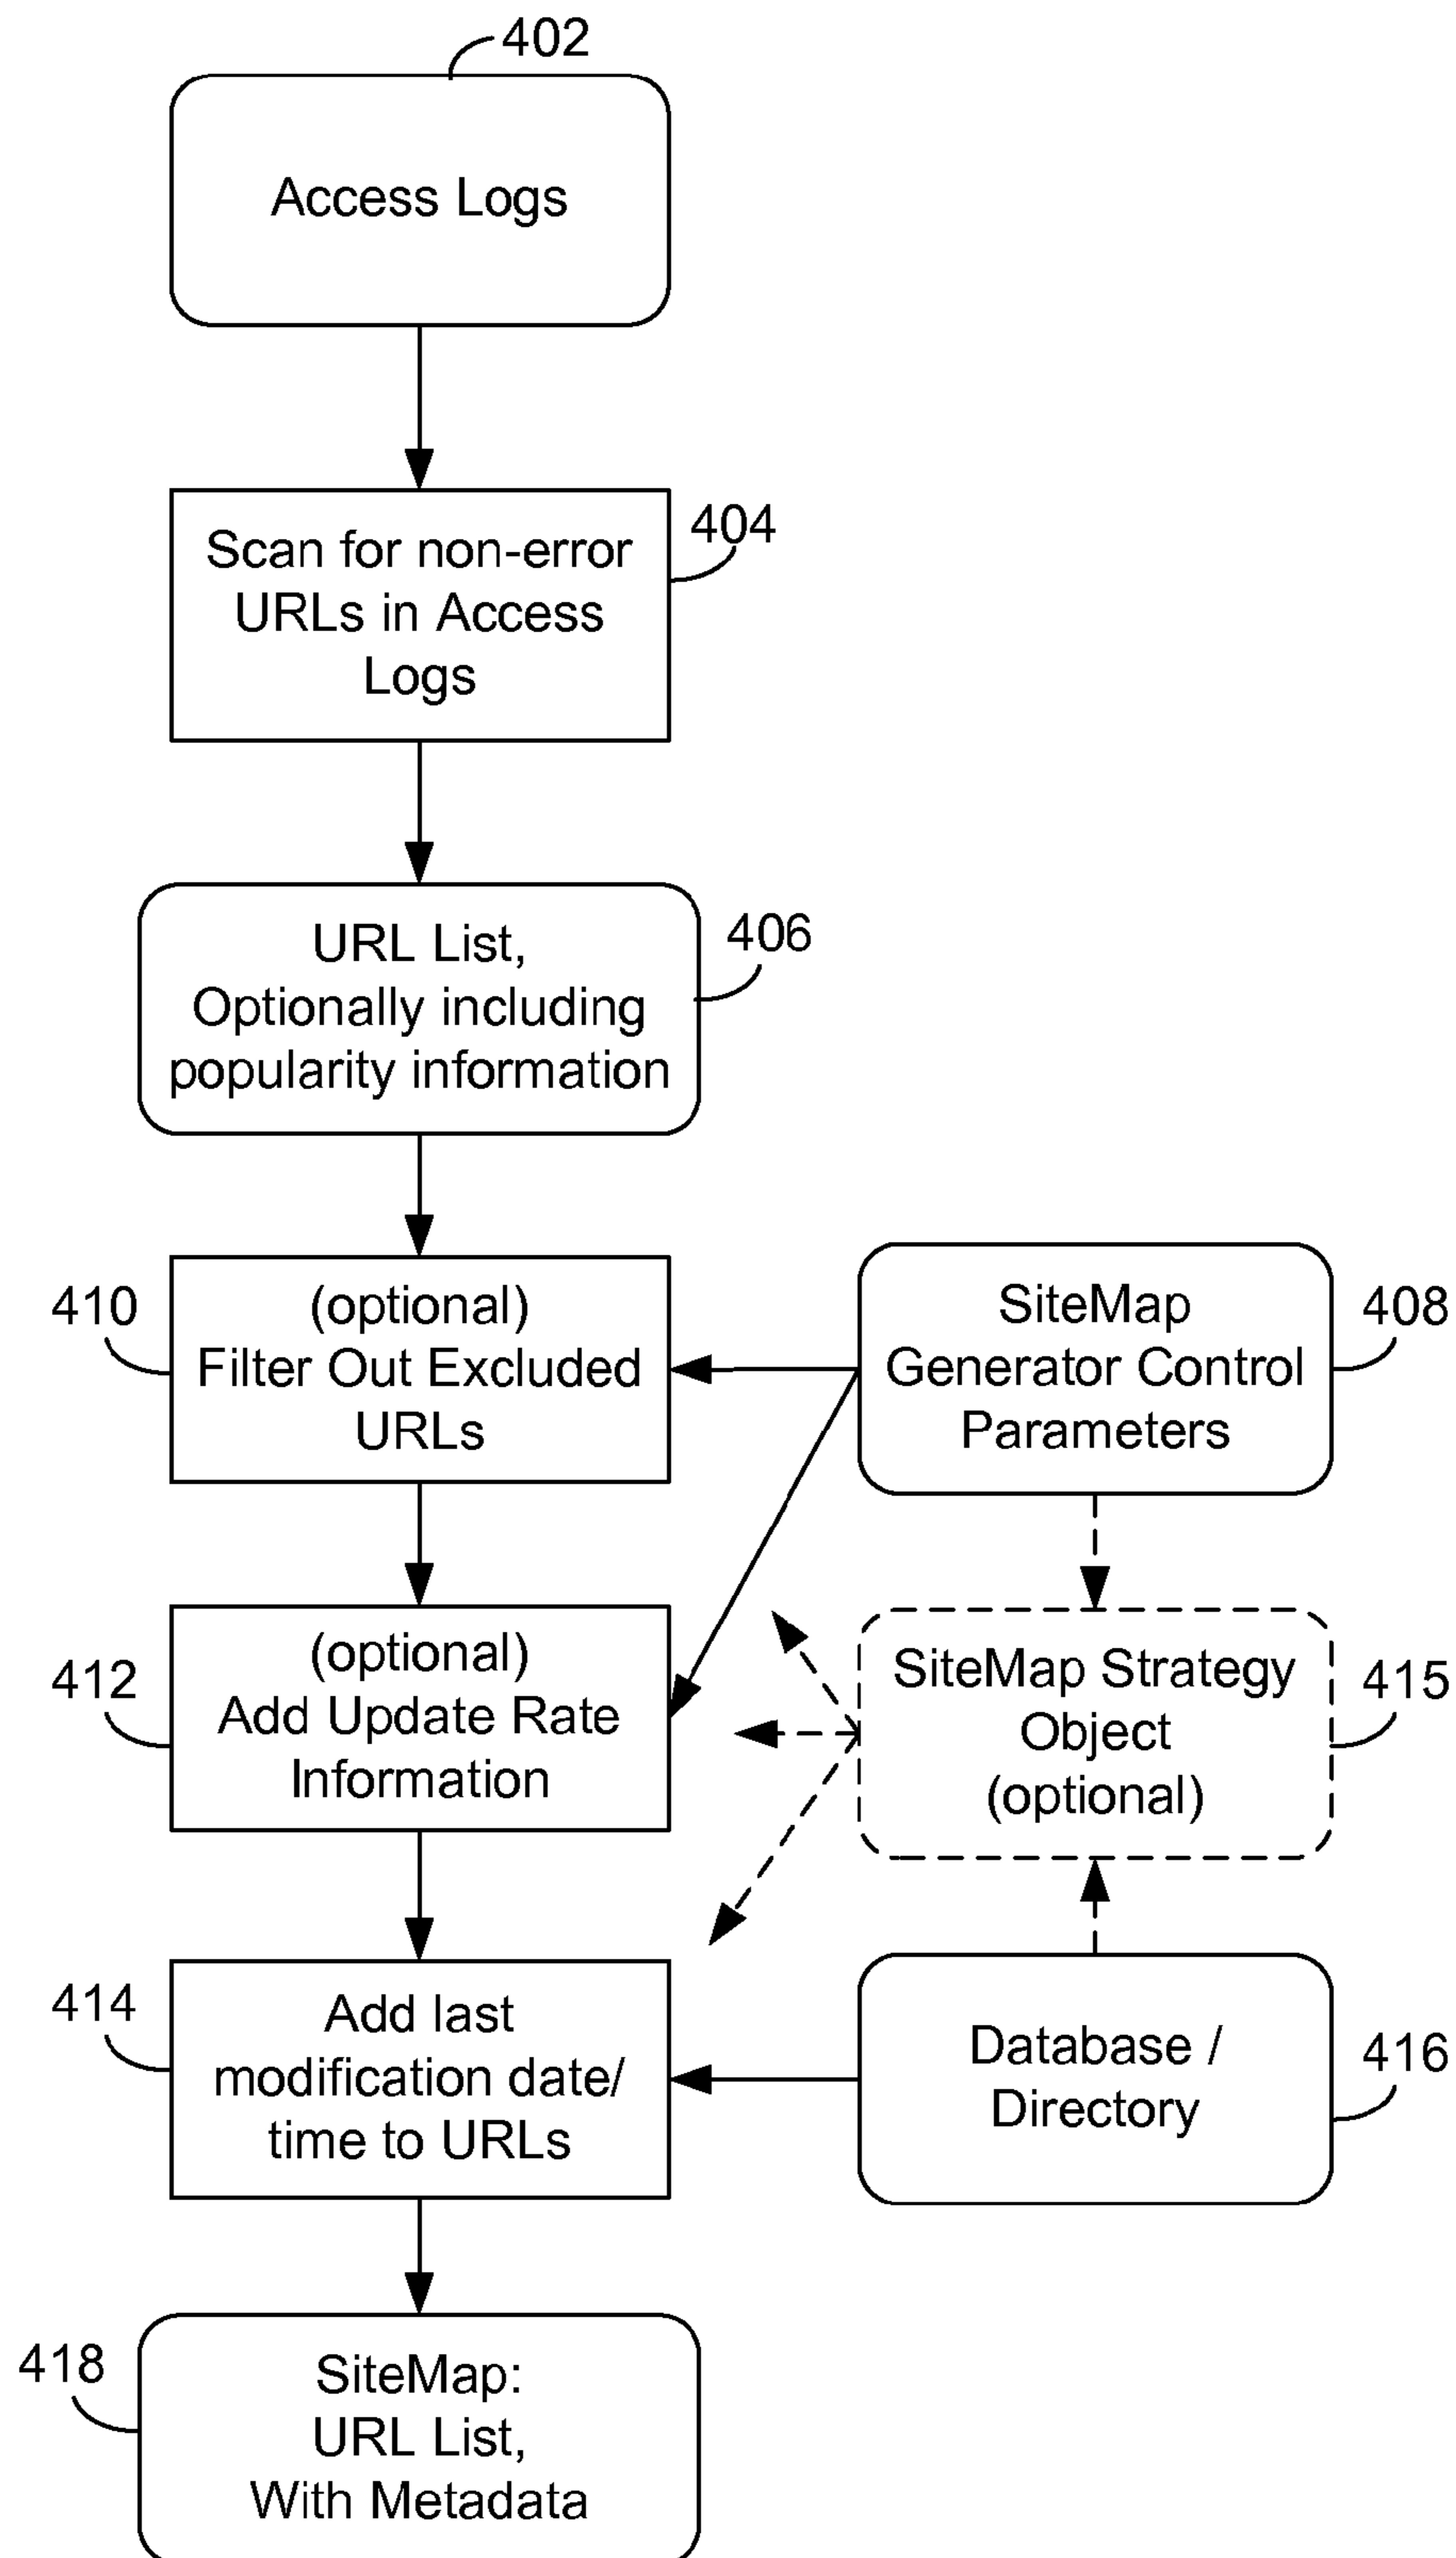 402
Access Logs
404
Scan for non-error
URLs in Access
Logs
406
URL List,
Optionally including
popularity information
410
(optional)
Filter Out Excluded
URLs
408
SiteMap
Generator Control
Parameters
412
(optional)
Add Update Rate
Information
415
SiteMap Strategy
Object
(optional)
414
Add last
modification date/
time to URLs
416
Database /
Directory
418
SiteMap:
URL List,
With Metadata